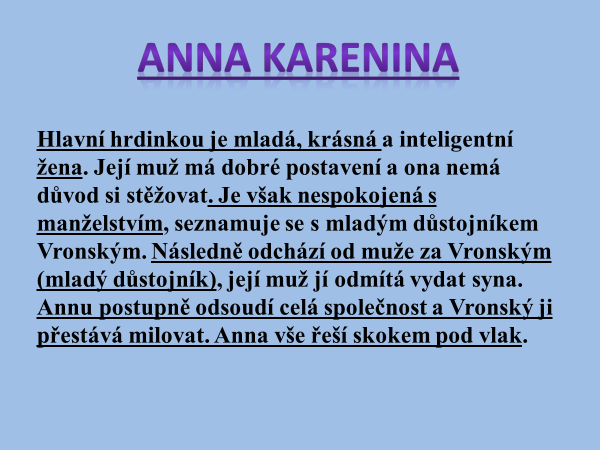 ANNA KARENINA
Hlavní hrdinkou je mladá, krásná a inteligentní
žena. Její muž má dobré postavení a ona nemá
důvod si stěžovat. Je však nespokojená s
manželstvím, seznamuje se s mladým důstojníkem
Vronským. Následně odchází od muže za Vronským
(mladý důstojník), její muž jí odmítá vydat syna.
Annu postupně odsoudí celá společnost a Vronský ji
přestává milovat. Anna vše řeší skokem pod vlak.